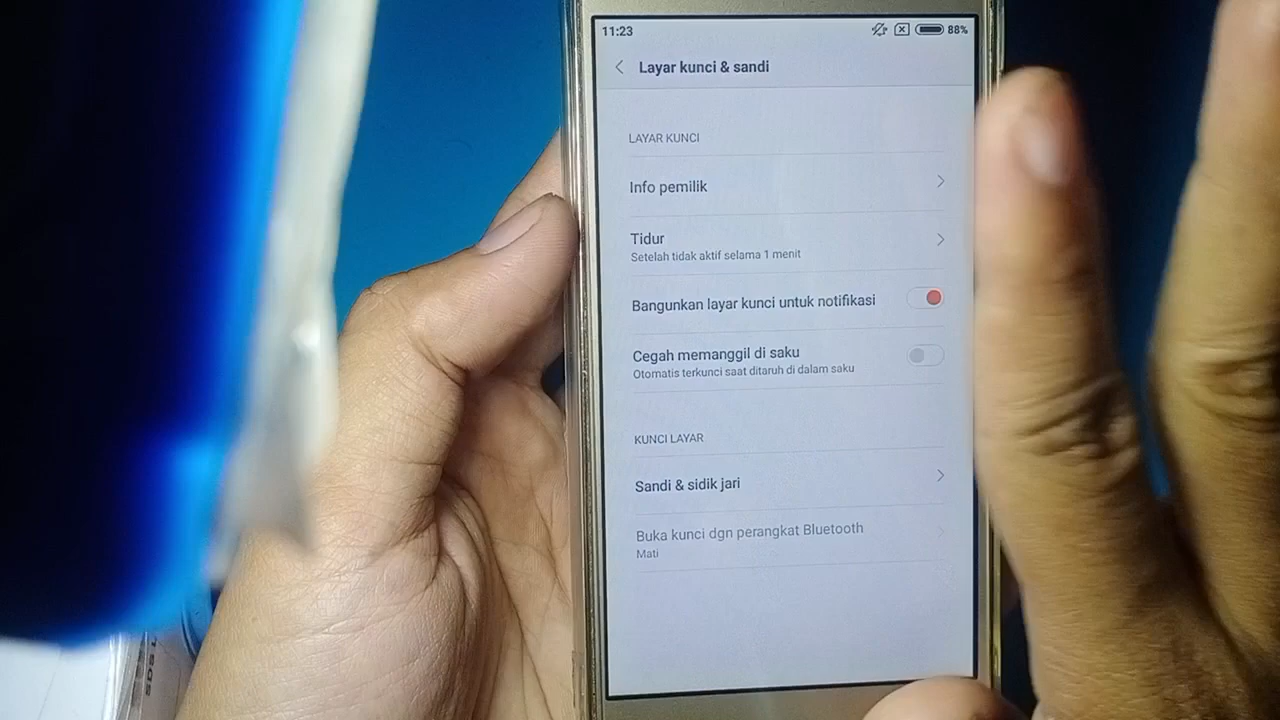 11:23 88%
Layar kunci & sandi
LAYAR KUNCI
Info pemilik
Tidur
Setelah tidak aktif selama 1 menit
Bangunkan layar kunci untuk notifikasi
Cegah memanggil di saku
Otomatis terkunci saat ditaruh di dalam saku
KUNCI LAYAR
Sandi & sidik jari
Buka kunci dgn perangkat Bluetooth
Mati